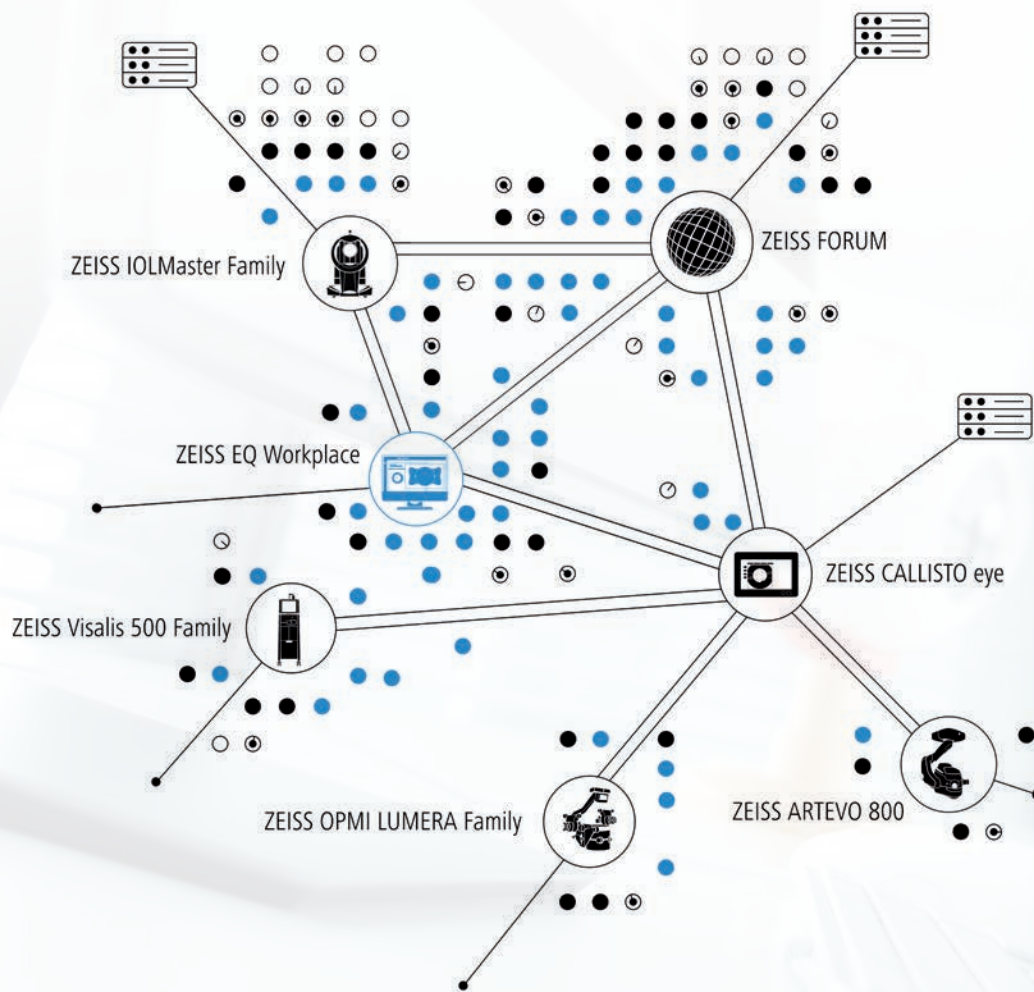 ZEISS FORUM
ZEISS IOLMaster Family
ZEISS EQ Workplace
ZEISS CALLISTO eye
ZEISS Visalis 500 Family
ZEISS ARTEVO 800
ZEISS OPMI LUMERA Family